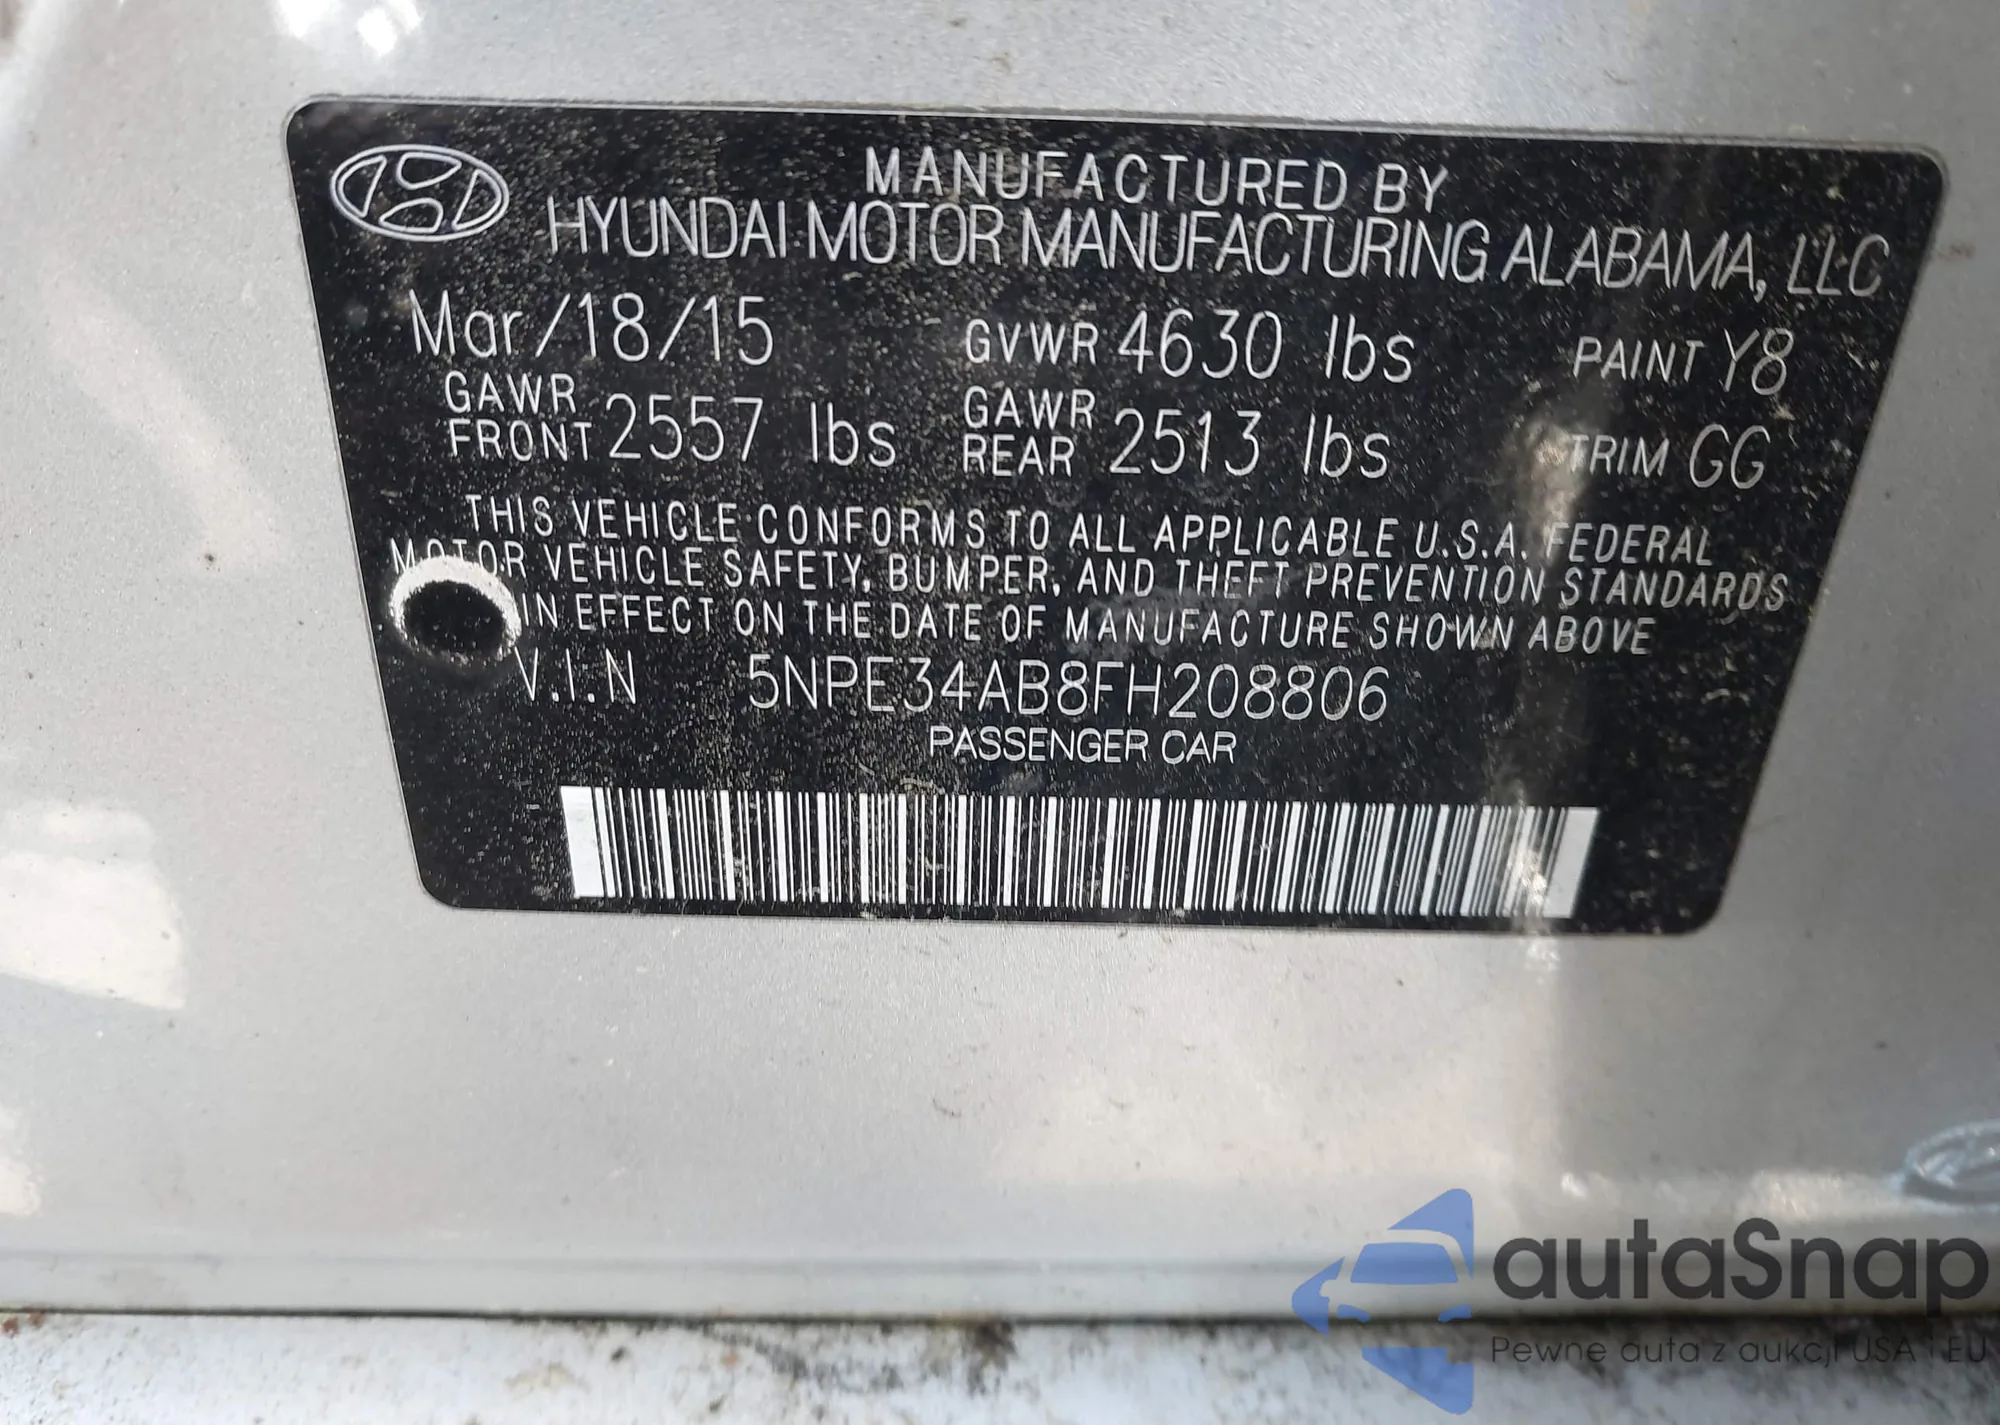 MANUFACTURED BY
HYUNDAI MOTOR MANUFACTURING ALABAMA, LLC
Mar/18/15 GVWR 4630 lbs PAINT Y8
GAWR FRONT 2557 lbs GAWR REAR 2513 lbs TRIM GG
THIS VEHICLE CONFORMS TO ALL APPLICABLE U.S.A. FEDERAL
MOTOR VEHICLE SAFETY, BUMPER, AND THEFT PREVENTION STANDARDS
IN EFFECT ON THE DATE OF MANUFACTURE SHOWN ABOVE
V.I.N 5NPE34AB8FH208806
PASSENGER CAR
autaSnap
Pewne auta z aukcji USA i EU